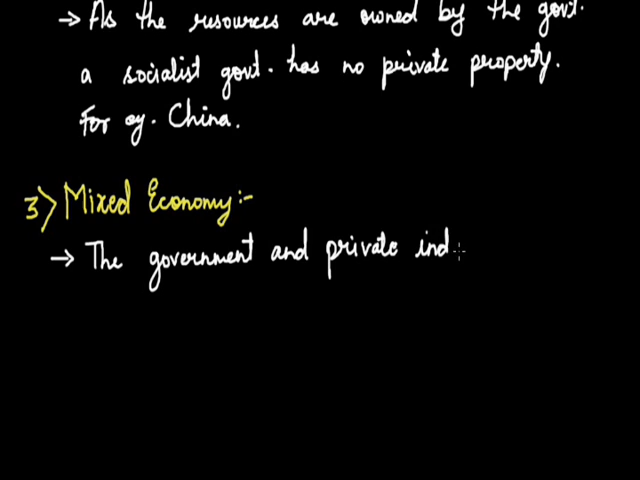 → As the resources are owned by the govt.
a socialist govt. has no private property.
For eg. China.
3) Mixed Economy:-
→ The government and private ind